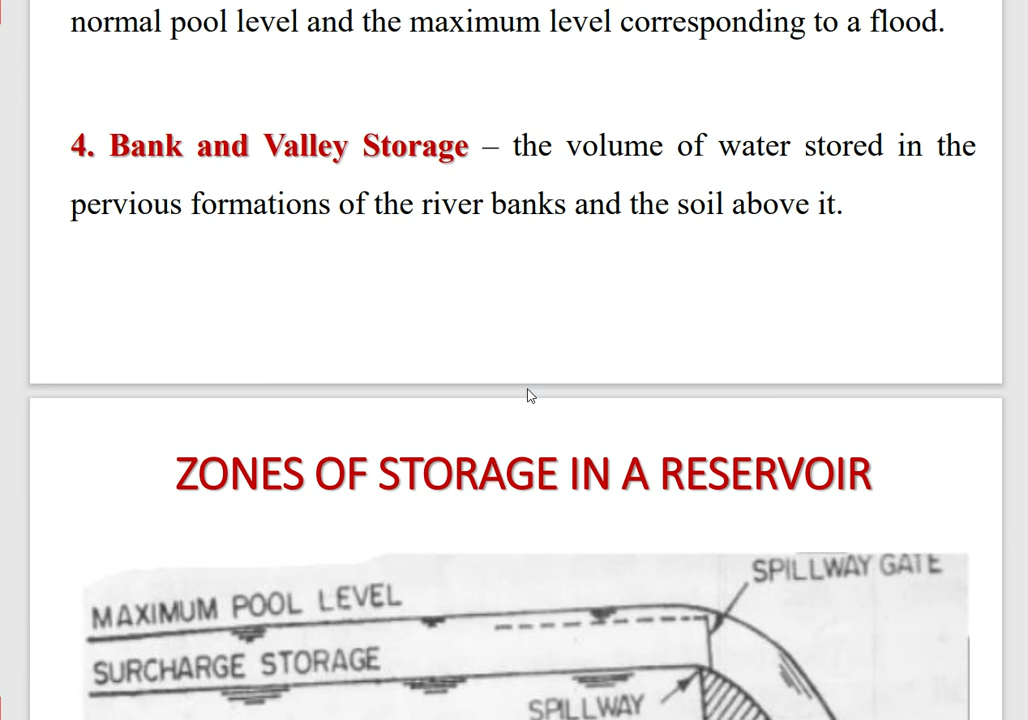 normal pool level and the maximum level corresponding to a flood.
4. Bank and Valley Storage – the volume of water stored in the
pervious formations of the river banks and the soil above it.
ZONES OF STORAGE IN A RESERVOIR
SPILLWAY GATE
MAXIMUM POOL LEVEL
SURCHARGE STORAGE
SPILLWAY